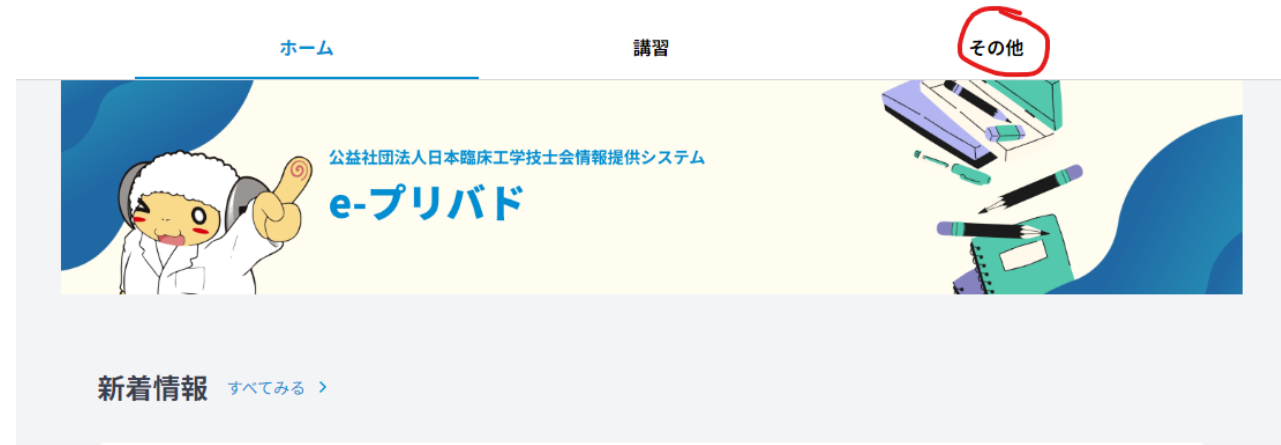 ホーム 講習 その他
公益社団法人日本臨床工学技士会情報提供システム
e-プリバド
新着情報 すべてみる >